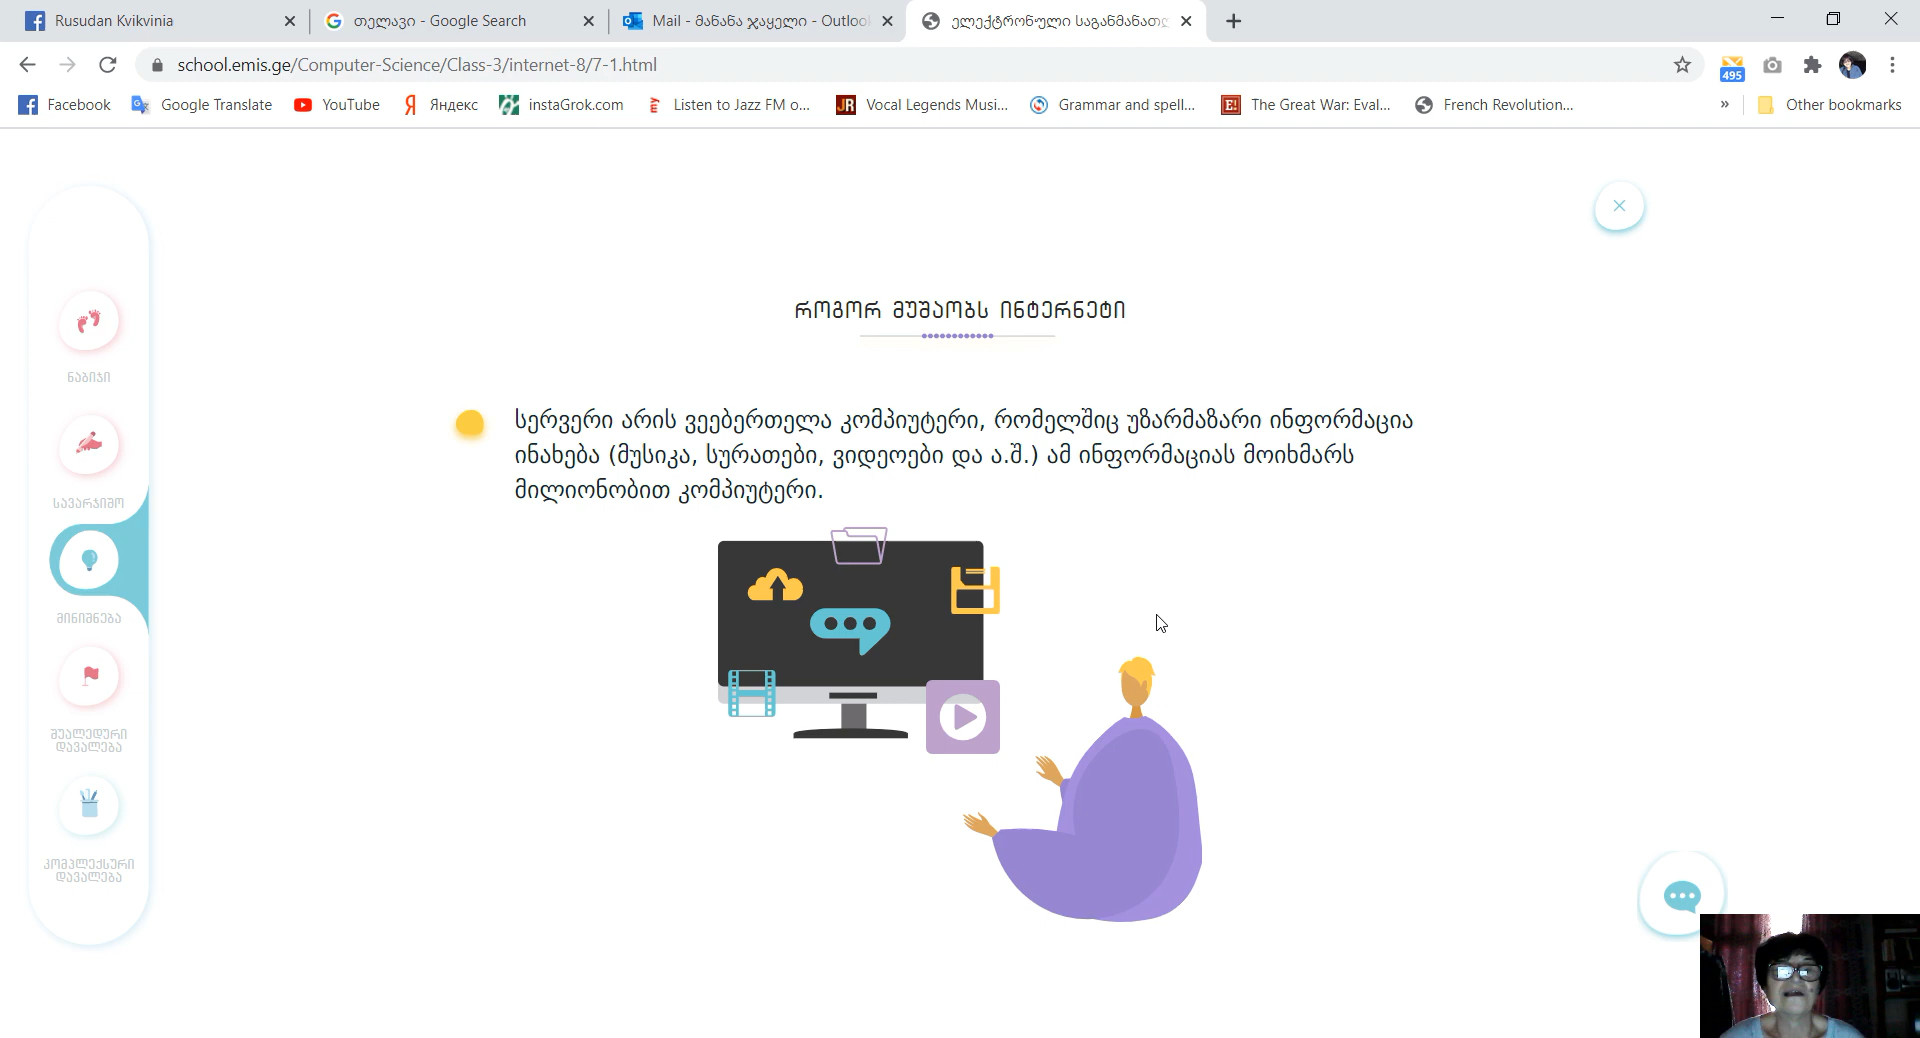 Rusudan Kvikvinia
თელავი - Google Search
Mail - მანანა ჯაყელი - Outloo
ელექტრონული საგანმანათლ
school.emis.ge/Computer-Science/Class-3/internet-8/7-1.html
495
Facebook
Google Translate
YouTube
Яндекс
instaGrok.com
Listen to Jazz FM o...
Vocal Legends Musi...
Grammar and spell...
The Great War: Eval...
French Revolution...
»
Other bookmarks
როგორ მუშაობს ინტერნეტი
სერვერი არის ვეებერთელა კომპიუტერი, რომელშიც უზარმაზარი ინფორმაცია
ინახება (მუსიკა, სურათები, ვიდეოები და ა.შ.) ამ ინფორმაციას მოიხმარს
მილიონობით კომპიუტერი.
ნაბიჯი
სავარჯიშო
მინიშნება
შუალედური
დავალება
კომპლექსური
დავალება